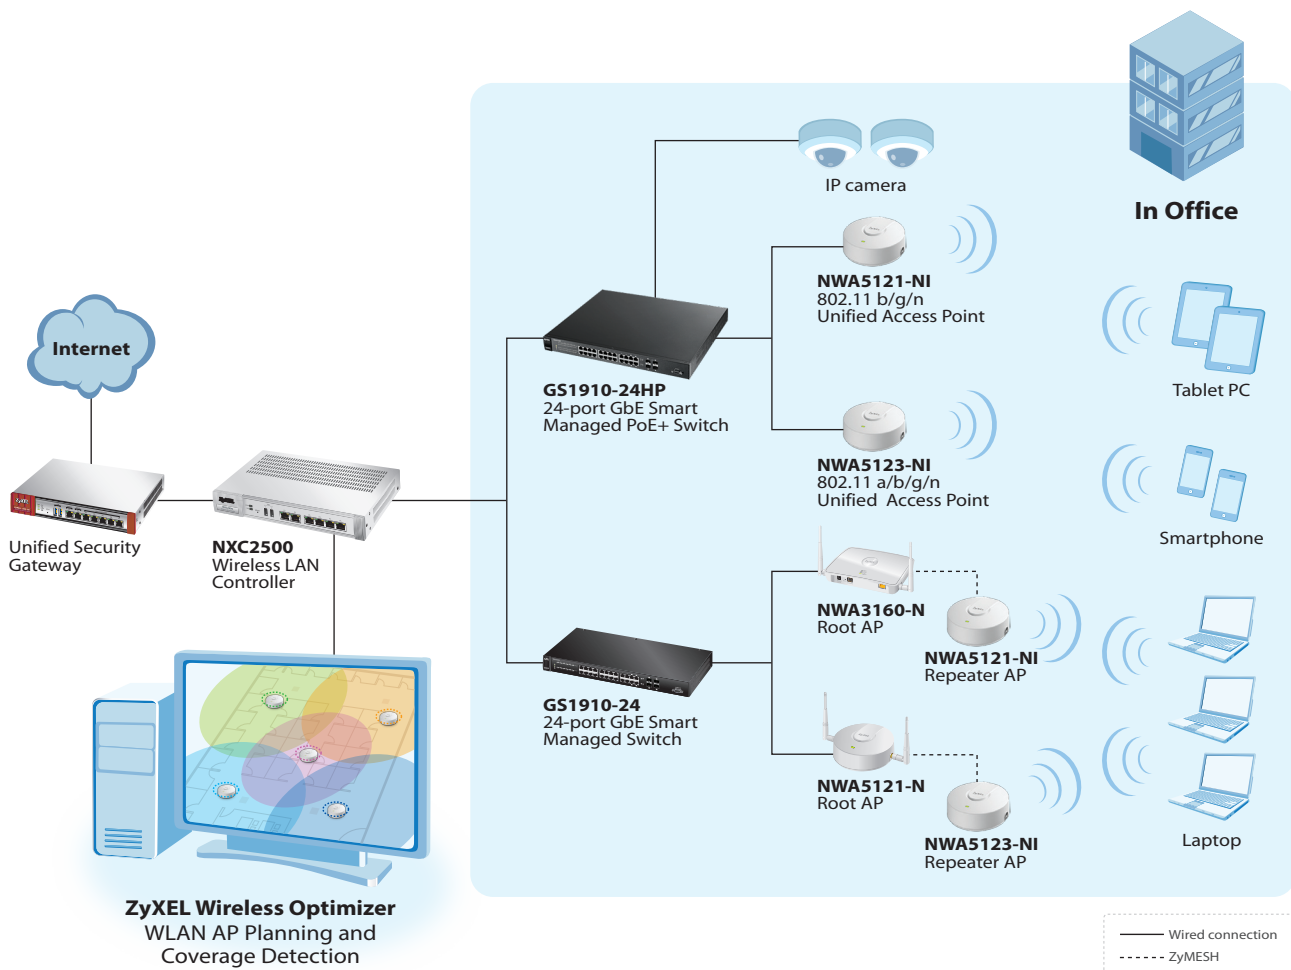 IP camera
In Office
NWA5121-NI
802.11 b/g/n
Unified Access Point
Internet
Tablet PC
GS1910-24HP
24-port GbE Smart
Managed PoE+ Switch
NWA5123-NI
802.11 a/b/g/n
Unified Access Point
Smartphone
Unified Security
Gateway
NXC2500
Wireless LAN
Controller
NWA3160-N
Root AP
NWA5121-NI
Repeater AP
GS1910-24
24-port GbE Smart
Managed Switch
NWA5121-N
Root AP
NWA5123-NI
Repeater AP
Laptop
ZyXEL Wireless Optimizer
WLAN AP Planning and
Coverage Detection
Wired connection
ZyMESH